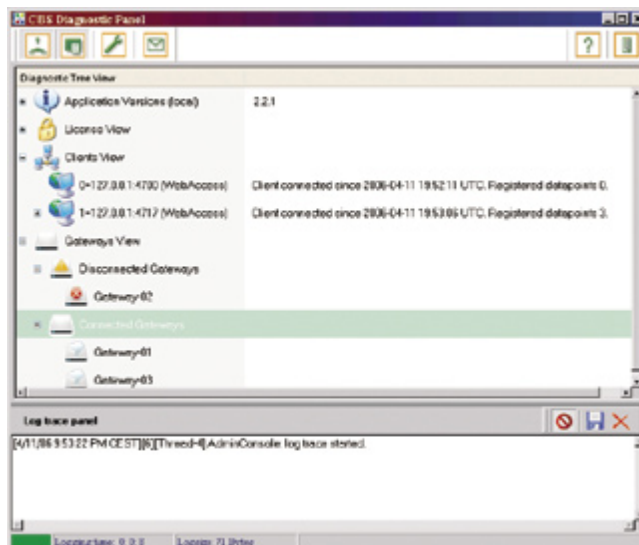 CBS Diagnostic Panel
Diagnostic Tree View
Application Versions (local) 2.2.1
License View
Clients View
0=127.0.0.1:4700 (WebAccess) Client connected since 2006-04-11 19:52:11 UTC. Registered datapoints 0.
1=127.0.0.1:4717 (WebAccess) Client connected since 2006-04-11 19:53:06 UTC. Registered datapoints 3.
Gateways View
Disconnected Gateways
Gateway-02
Connected Gateways
Gateway-01
Gateway-03
Log trace panel
[4/11/06 9:53:22 PM CEST][6][Thread-4] AdminConsole log trace started.
Logsize: 71 Bytes